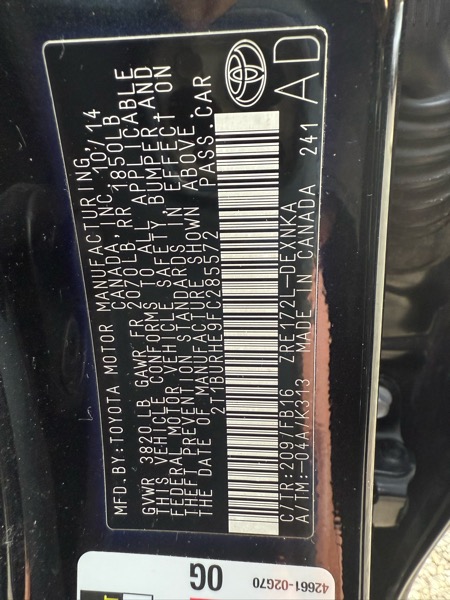 MFD. BY: TOYOTA MOTOR MANUFACTURING,
CANADA, INC. 10/14
GVWR 3820LB GAWR FR 2070LB, RR 1850LB
THIS VEHICLE CONFORMS TO ALL APPLICABLE
FEDERAL MOTOR VEHICLE SAFETY, BUMPER AND
THEFT PREVENTION STANDARDS IN EFFECT ON
THE DATE OF MANUFACTURE SHOWN ABOVE.
2T1BURHE9FC285572 PASS. CAR
C/TR: 209/FB16 ZRE172L-DEXNKA
A/TM: -04A/K313 MADE IN CANADA 241
AD
0G
42661-02G70